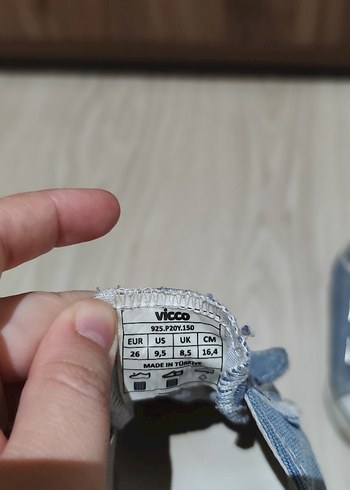 vicco
925.P20Y.150
EUR US UK CM
26 9,5 8,5 16,4
MADE IN TÜRKİYE